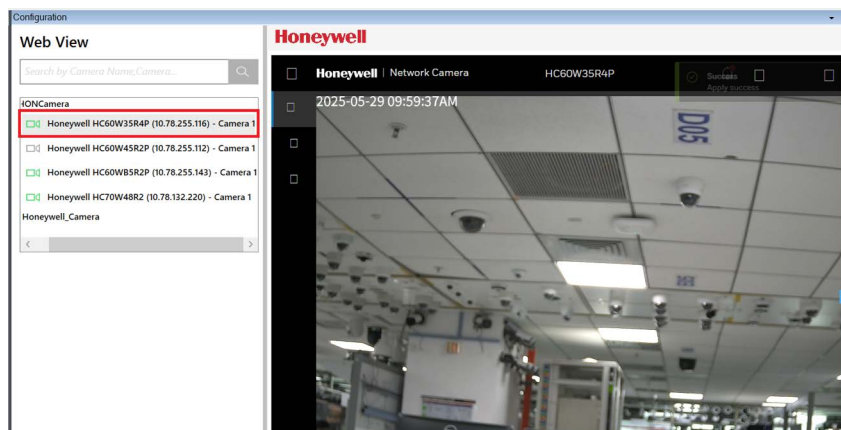 Configuration
Web View
Search by Camera Name,Camera...
HONCamera
Honeywell HC60W35R4P (10.78.255.116) - Camera 1
Honeywell HC60W45R2P (10.78.255.112) - Camera 1
Honeywell HC60WB5R2P (10.78.255.143) - Camera 1
Honeywell HC70W48R2 (10.78.132.220) - Camera 1
Honeywell_Camera
Honeywell
Honeywell | Network Camera
HC60W35R4P
Success
Apply success
2025-05-29 09:59:37AM
D05